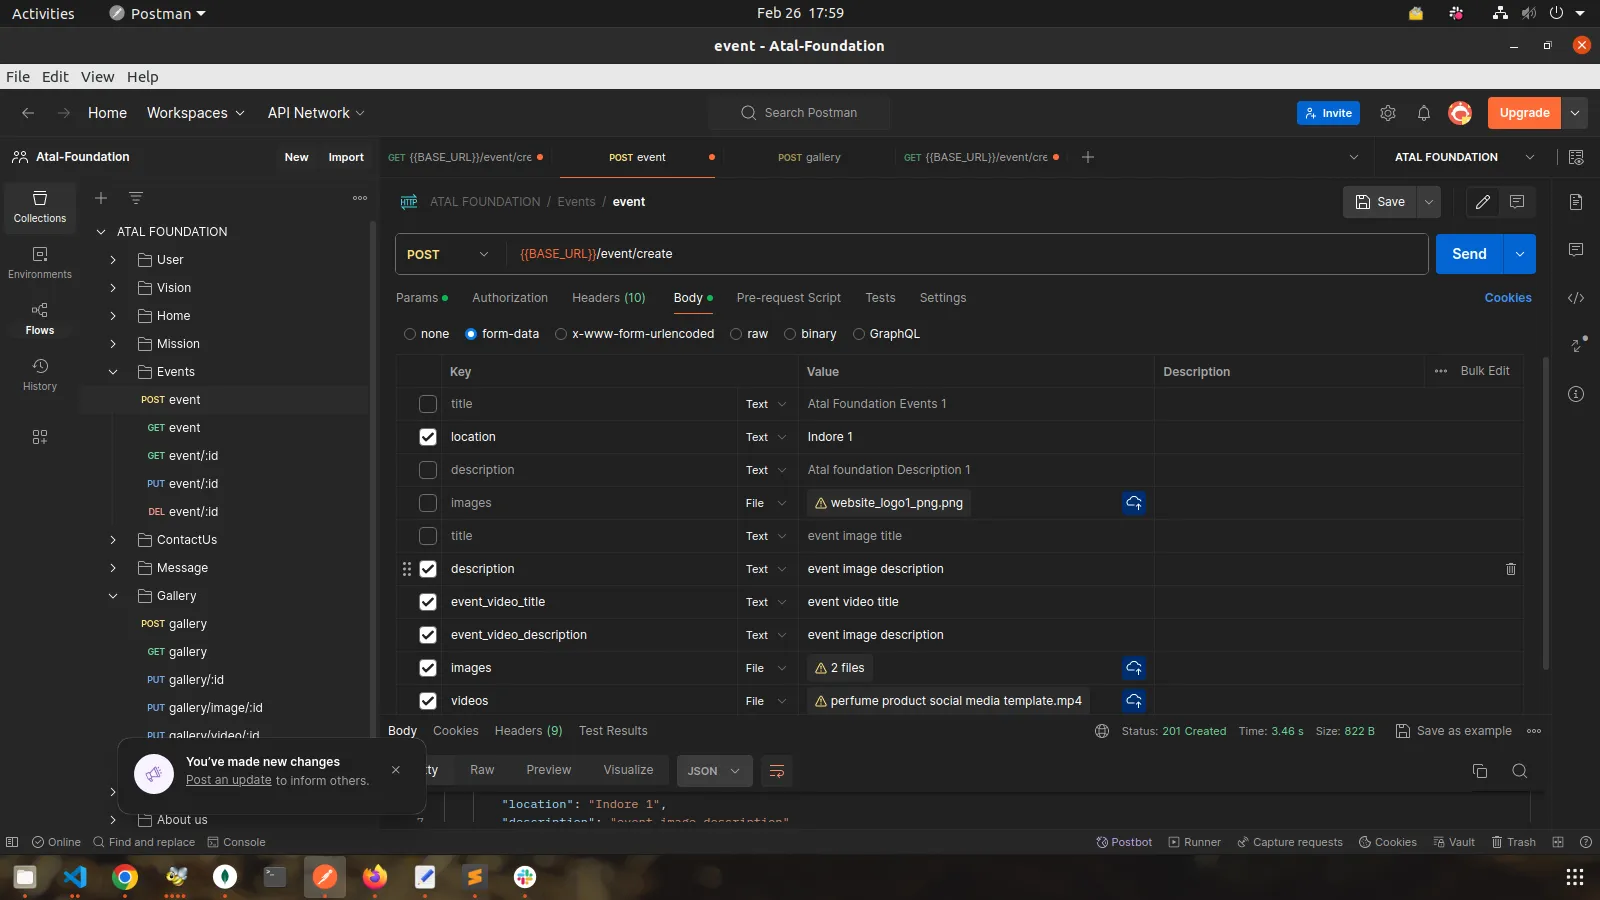 Activities
Postman
Feb 26 17:59
event - Atal-Foundation
File Edit View Help
Home Workspaces API Network
Search Postman
Invite
Upgrade
Atal-Foundation
New Import
GET {{BASE_URL}}/event/cre
POST event
POST gallery
GET {{BASE_URL}}/event/cre
ATAL FOUNDATION
Collections
Environments
Flows
History
ATAL FOUNDATION
User
Vision
Home
Mission
Events
POST event
GET event
GET event/:id
PUT event/:id
DEL event/:id
ContactUs
Message
Gallery
POST gallery
GET gallery
PUT gallery/:id
PUT gallery/image/:id
PUT gallery/video/:id
About us
HTTP ATAL FOUNDATION / Events / event
Save
POST {{BASE_URL}}/event/create
Send
Params Authorization Headers (10) Body Pre-request Script Tests Settings
Cookies
none form-data x-www-form-urlencoded raw binary GraphQL
Key Value Description Bulk Edit
title Text Atal Foundation Events 1
location Text Indore 1
description Text Atal foundation Description 1
images File website_logo1_png.png
title Text event image title
description Text event image description
event_video_title Text event video title
event_video_description Text event image description
images File 2 files
videos File perfume product social media template.mp4
Body Cookies Headers (9) Test Results
Status: 201 Created Time: 3.46 s Size: 822 B Save as example
tty Raw Preview Visualize JSON
"location": "Indore 1",
7 "description": "event image description"
You've made new changes
Post an update to inform others.
Online Find and replace Console
Postbot Runner Capture requests Cookies Vault Trash